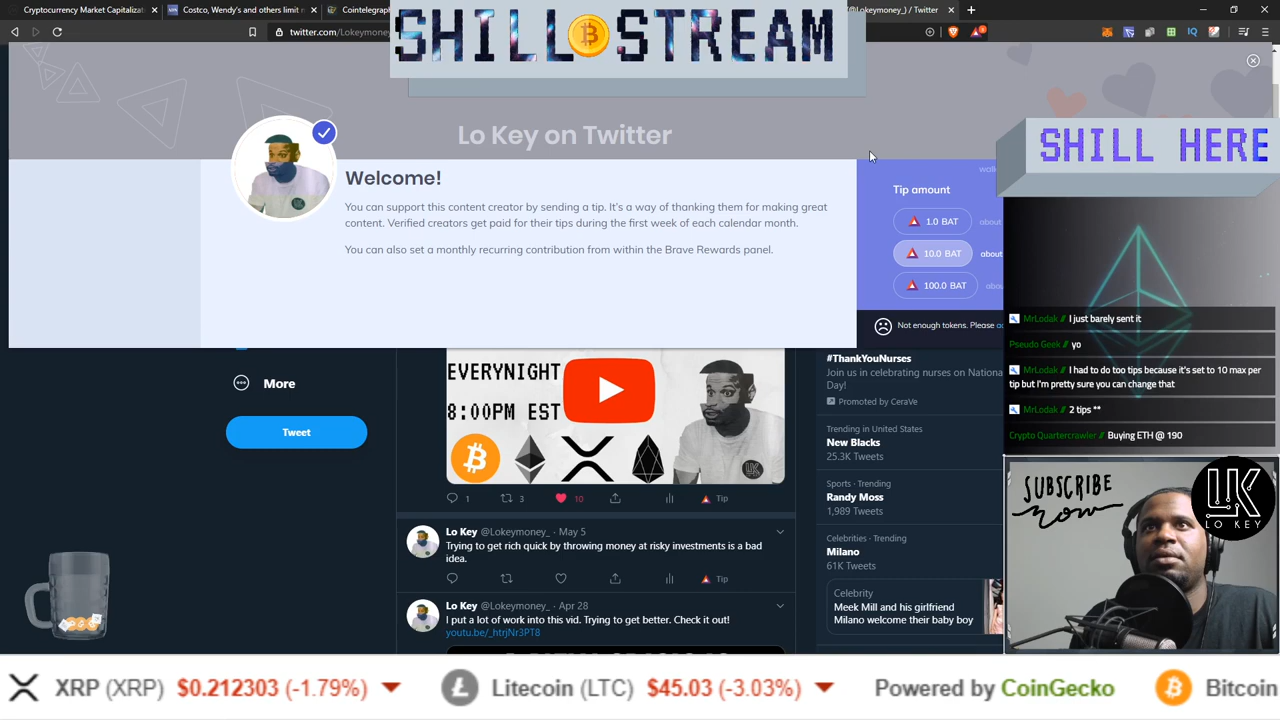 Cryptocurrency Market Capitalizat
Costco, Wendy's and others limit r
Cointelegraph
@Lokeymoney_) / Twitter
twitter.com/Lokeymoney
SHILL STREAM
Lo Key on Twitter
SHILL HERE
Welcome!
You can support this content creator by sending a tip. It's a way of thanking them for making great
content. Verified creators get paid for their tips during the first week of each calendar month.
You can also set a monthly recurring contribution from within the Brave Rewards panel.
Tip amount
1.0 BAT about
10.0 BAT about
100.0 BAT
Not enough tokens. Please
MrLodak // I just barely sent it
Pseudo Geek // yo
MrLodak // I had to do too tips because it's set to 10 max per
tip but I'm pretty sure you can change that
MrLodak // 2 tips **
Crypto Quartercrawler // Buying ETH @ 190
More
Tweet
EVERYNIGHT
8:00PM EST
LK
1 3 10 Tip
Lo Key @Lokeymoney_ · May 5
Trying to get rich quick by throwing money at risky investments is a bad
idea.
Tip
Lo Key @Lokeymoney_ · Apr 28
I put a lot of work into this vid. Trying to get better. Check it out!
youtu.be/_htrjNr3PT8
#ThankYouNurses
Join us in celebrating nurses on National
Day!
Promoted by CeraVe
Trending in United States
New Blacks
25.3K Tweets
Sports · Trending
Randy Moss
1,989 Tweets
Celebrities · Trending
Milano
61K Tweets
Celebrity
Meek Mill and his girlfriend
Milano welcome their baby boy
SUBSCRIBE
now
LK
LO KEY
XRP (XRP) $0.212303 (-1.79%)
Litecoin (LTC) $45.03 (-3.03%)
Powered by CoinGecko
Bitcoin